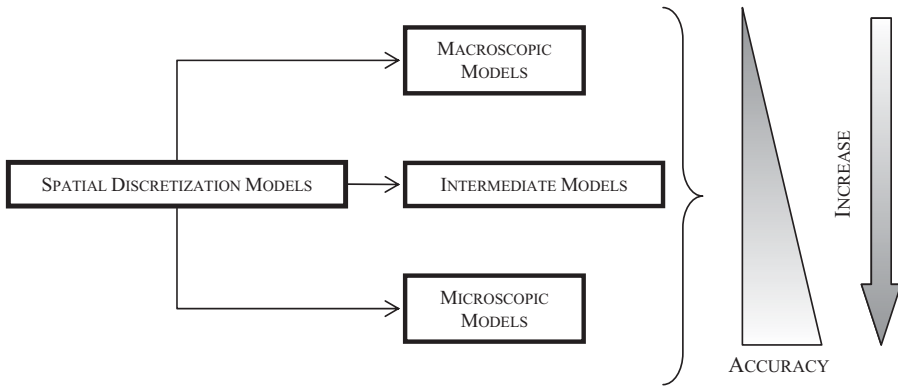 MACROSCOPIC
MODELS
SPATIAL DISCRETIZATION MODELS
INTERMEDIATE MODELS
MICROSCOPIC
MODELS
INCREASE
ACCURACY